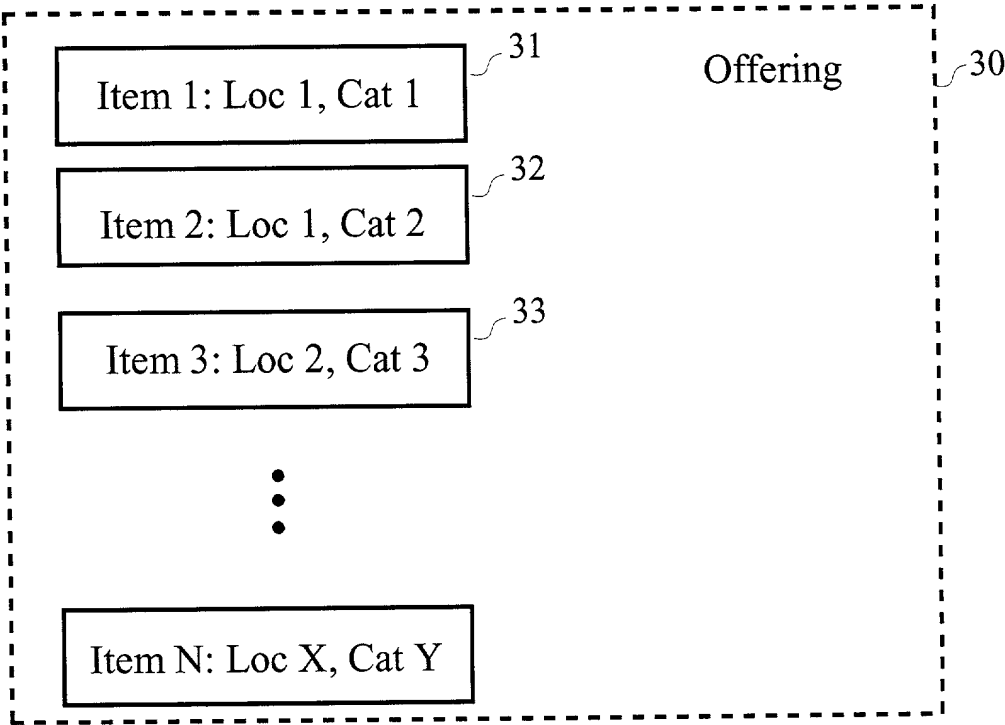 31
Offering
30
Item 1: Loc 1, Cat 1
32
Item 2: Loc 1, Cat 2
33
Item 3: Loc 2, Cat 3
Item N: Loc X, Cat Y